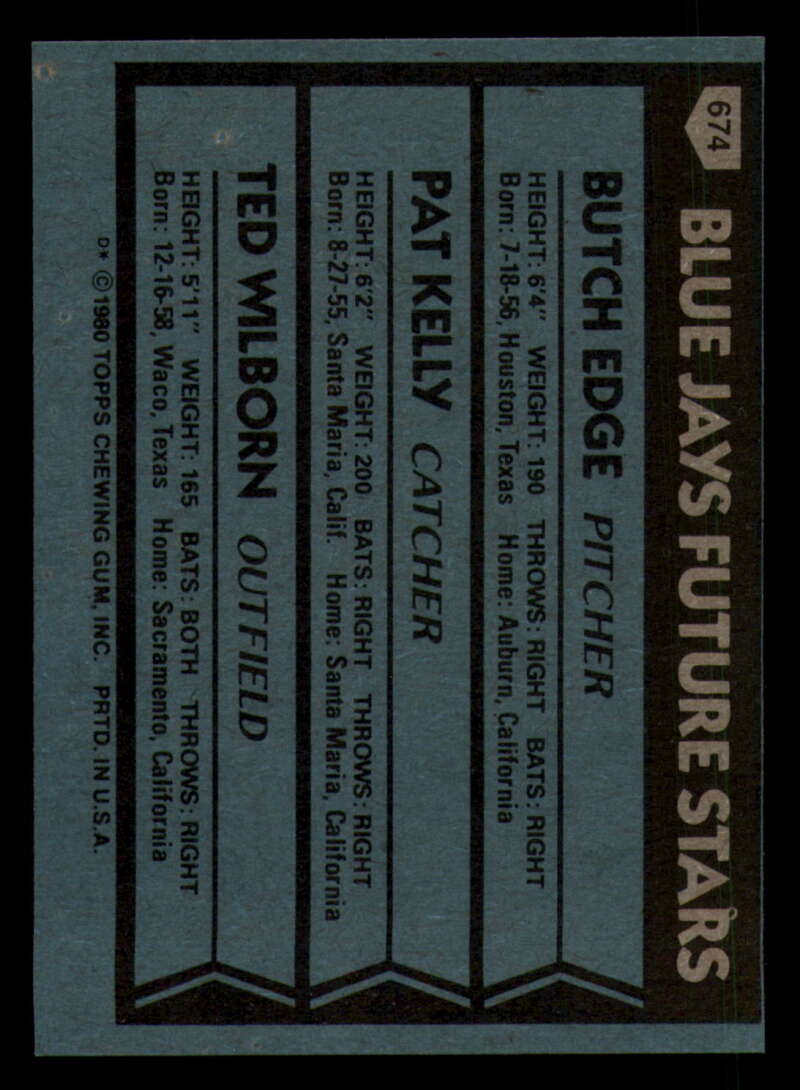 674
BLUE JAYS FUTURE STARS
BUTCH EDGE PITCHER
HEIGHT: 6'4" WEIGHT: 190 THROWS: RIGHT BATS: RIGHT
Born: 7-18-56, Houston, Texas Home: Auburn, California
PAT KELLY CATCHER
HEIGHT: 6'2" WEIGHT: 200 BATS: RIGHT THROWS: RIGHT
Born: 8-27-55, Santa Maria, Calif. Home: Santa Maria, California
TED WILBORN OUTFIELD
HEIGHT: 5'11" WEIGHT: 165 BATS: BOTH THROWS: RIGHT
Born: 12-16-58, Waco, Texas Home: Sacramento, California
D* © 1980 TOPPS CHEWING GUM, INC. PRTD. IN U.S.A.